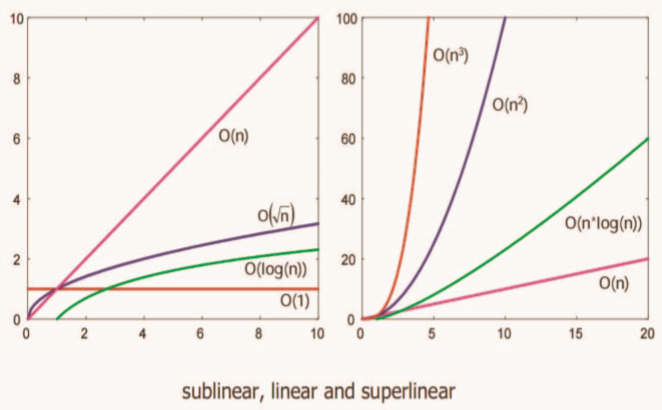 10
8
6
4
2
0
O(n)
O(√n)
O(log(n))
O(1)
0 2 4 6 8 10
100
80
60
40
20
0
O(n³)
O(n²)
O(n*log(n))
O(n)
0 5 10 15 20
sublinear, linear and superlinear